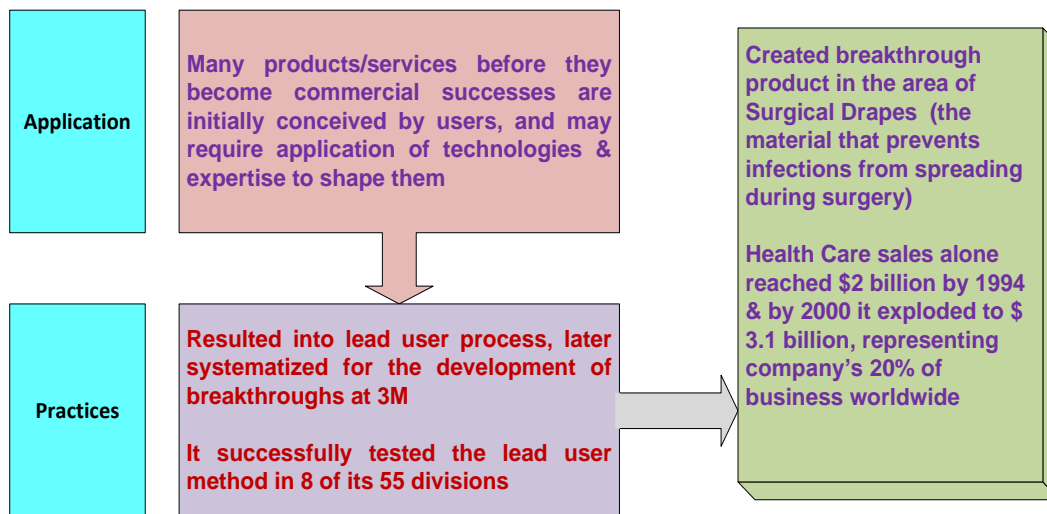 Application
Many products/services before they
become commercial successes are
initially conceived by users, and may
require application of technologies &
expertise to shape them
Practices
Resulted into lead user process, later
systematized for the development of
breakthroughs at 3M
It successfully tested the lead user
method in 8 of its 55 divisions
Created breakthrough
product in the area of
Surgical Drapes (the
material that prevents
infections from spreading
during surgery)
Health Care sales alone
reached $2 billion by 1994
& by 2000 it exploded to $
3.1 billion, representing
company’s 20% of
business worldwide